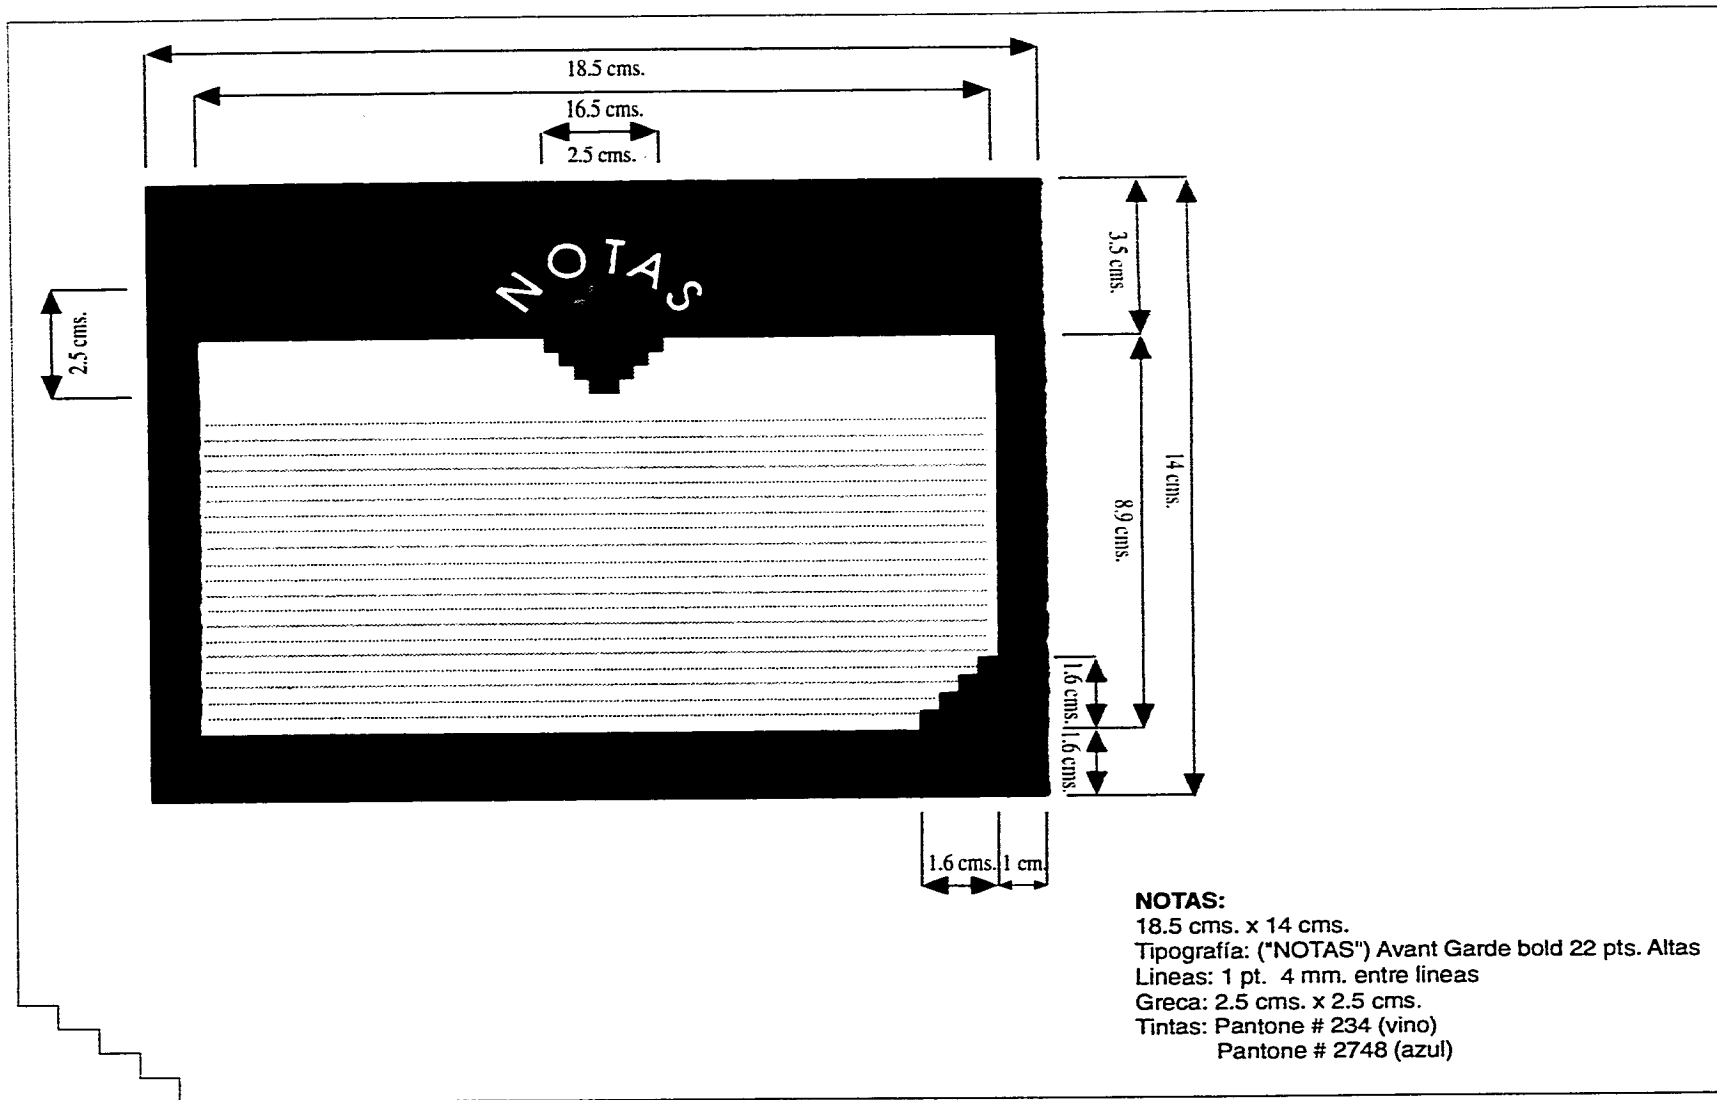 18.5 cms.
16.5 cms.
2.5 cms.
NOTAS
2.5 cms.
3.5 cms.
14 cms.
8.9 cms.
1.6 cms.
1.6 cms.
1.6 cms.
1 cm.
NOTAS:
18.5 cms. x 14 cms.
Tipografía: ("NOTAS") Avant Garde bold 22 pts. Altas
Lineas: 1 pt. 4 mm. entre lineas
Greca: 2.5 cms. x 2.5 cms.
Tintas: Pantone # 234 (vino)
Pantone # 2748 (azul)